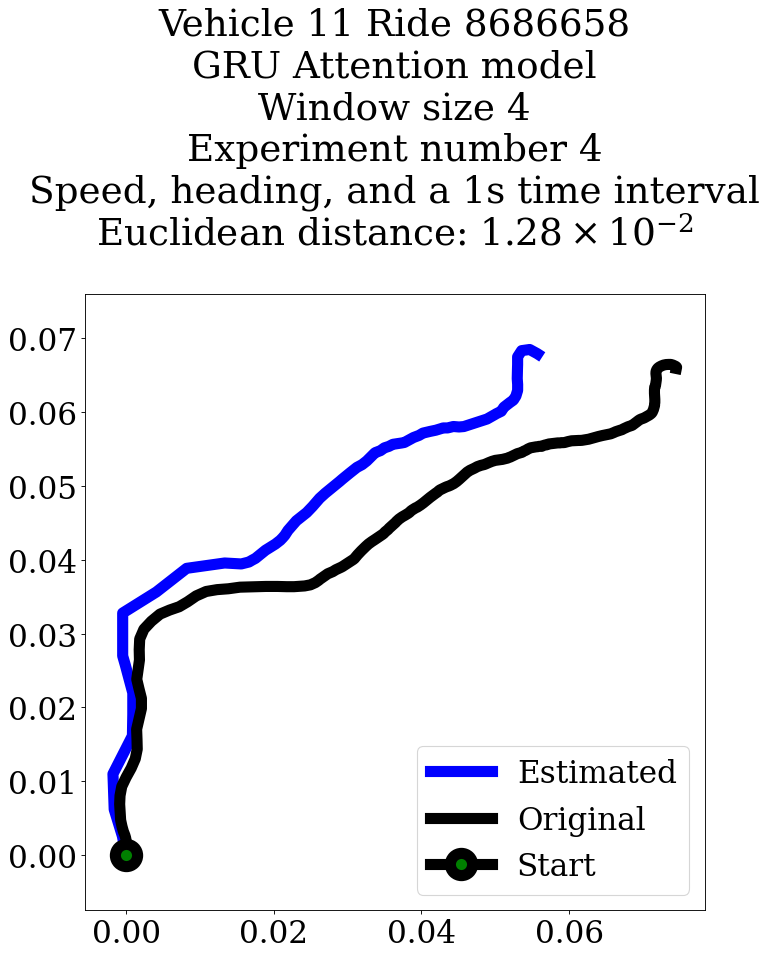 Vehicle 11 Ride 8686658
GRU Attention model
Window size 4
Experiment number 4
Speed, heading, and a 1s time interval
Euclidean distance: 1.28 × 10⁻²
0.07
0.06
0.05
0.04
0.03
0.02
0.01
0.00
Estimated
Original
Start
0.00 0.02 0.04 0.06